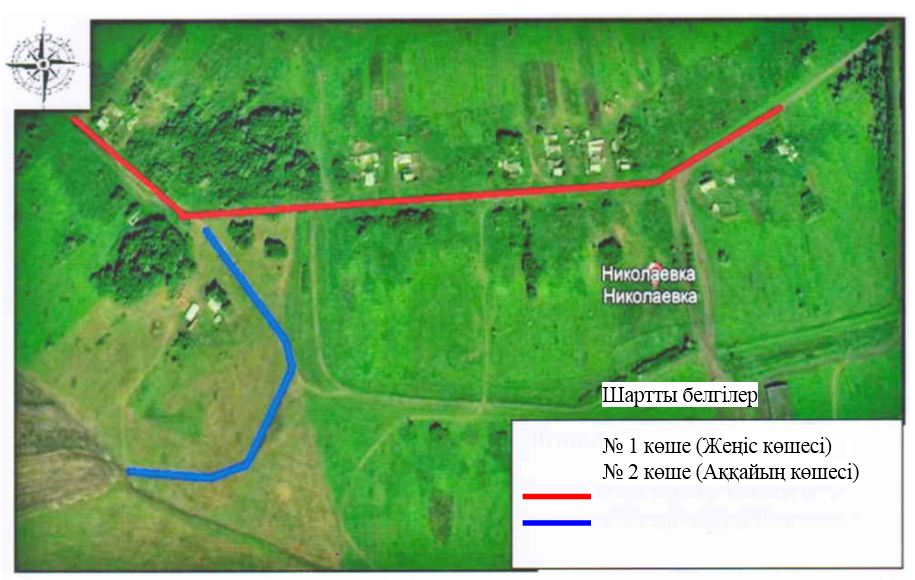 Николаевка
Николаевка
Шартты белгілер
№ 1 көше (Жеңіс көшесі)
№ 2 көше (Аққайың көшесі)